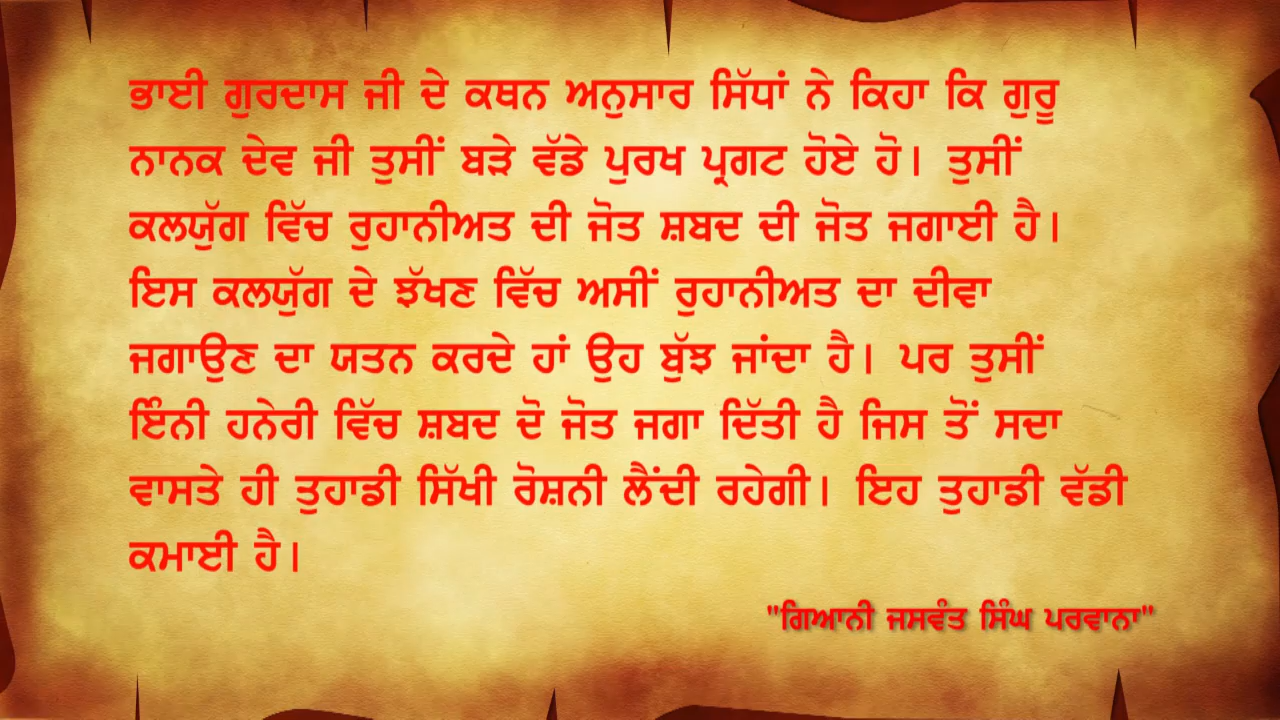 ਭਾਈ ਗੁਰਦਾਸ ਜੀ ਦੇ ਕਥਨ ਅਨੁਸਾਰ ਸਿੱਧਾਂ ਨੇ ਕਿਹਾ ਕਿ ਗੁਰੂ
ਨਾਨਕ ਦੇਵ ਜੀ ਤੁਸੀਂ ਬੜੇ ਵੱਡੇ ਪੁਰਖ ਪ੍ਰਗਟ ਹੋਏ ਹੋ। ਤੁਸੀਂ
ਕਲਯੁੱਗ ਵਿੱਚ ਰੁਹਾਨੀਅਤ ਦੀ ਜੋਤ ਸ਼ਬਦ ਦੀ ਜੋਤ ਜਗਾਈ ਹੈ।
ਇਸ ਕਲਯੁੱਗ ਦੇ ਝੱਖਣ ਵਿੱਚ ਅਸੀਂ ਰੁਹਾਨੀਅਤ ਦਾ ਦੀਵਾ
ਜਗਾਉਣ ਦਾ ਯਤਨ ਕਰਦੇ ਹਾਂ ਉਹ ਬੁੱਝ ਜਾਂਦਾ ਹੈ। ਪਰ ਤੁਸੀਂ
ਇੰਨੀ ਹਨੇਰੀ ਵਿੱਚ ਸ਼ਬਦ ਦੋ ਜੋਤ ਜਗਾ ਦਿੱਤੀ ਹੈ ਜਿਸ ਤੋਂ ਸਦਾ
ਵਾਸਤੇ ਹੀ ਤੁਹਾਡੀ ਸਿੱਖੀ ਰੋਸ਼ਨੀ ਲੈਂਦੀ ਰਹੇਗੀ। ਇਹ ਤੁਹਾਡੀ ਵੱਡੀ
ਕਮਾਈ ਹੈ।
"ਗਿਆਨੀ ਜਸਵੰਤ ਸਿੰਘ ਪਰਵਾਨਾ"